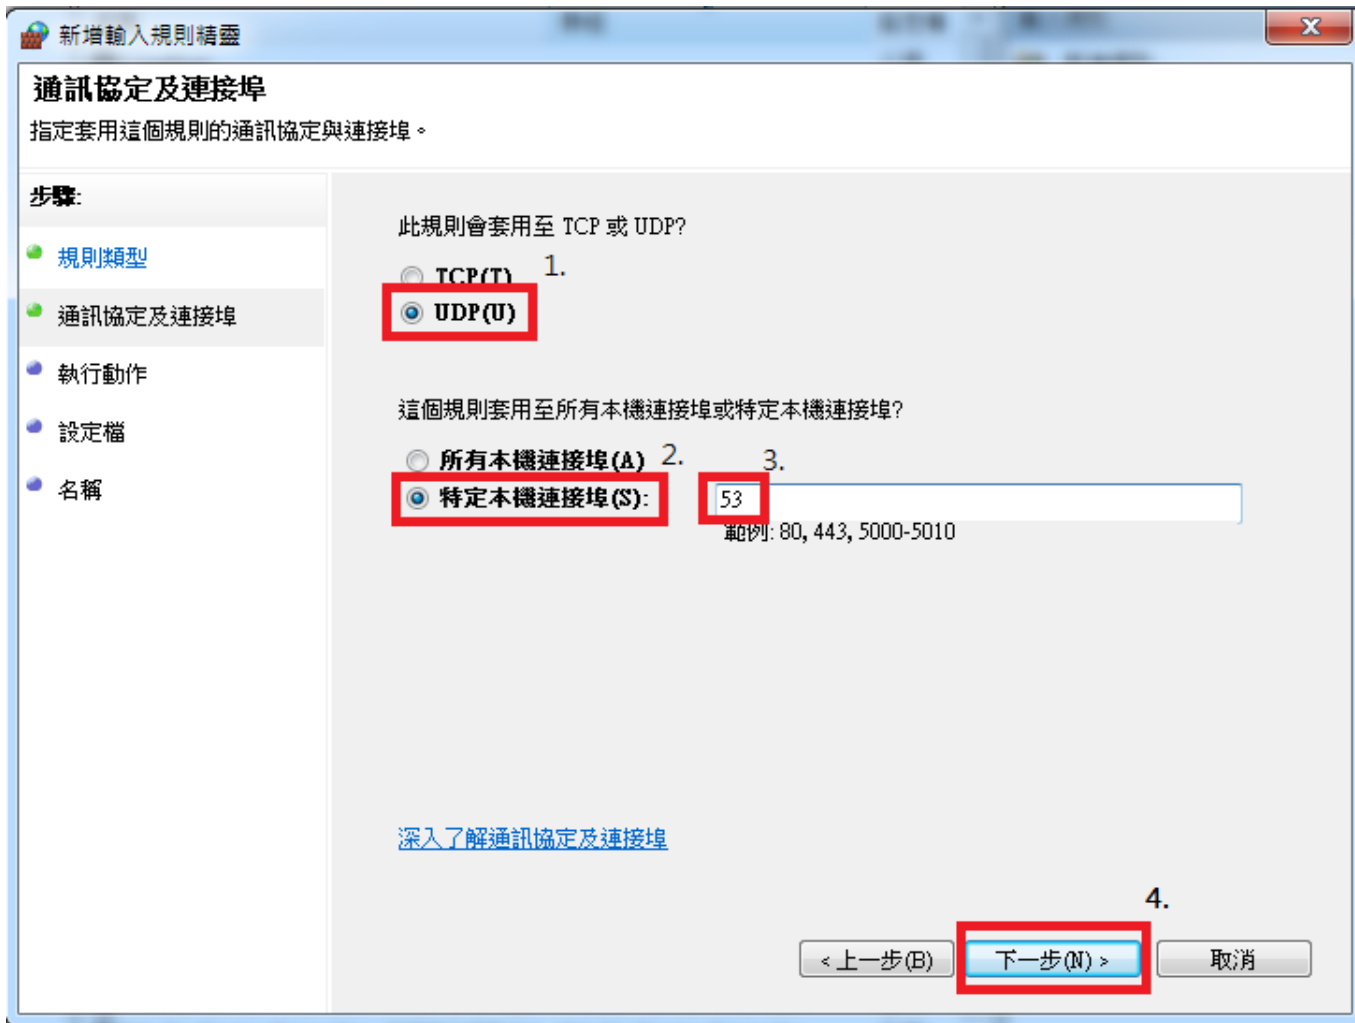 新增輸入規則精靈
通訊協定及連接埠
指定套用這個規則的通訊協定與連接埠。
步驟:
規則類型
通訊協定及連接埠
執行動作
設定檔
名稱
此規則會套用至 TCP 或 UDP?
1.
TCP(T)
UDP(U)
這個規則套用至所有本機連接埠或特定本機連接埠?
所有本機連接埠(A)
2.
3.
特定本機連接埠(S):
53
範例: 80, 443, 5000-5010
深入了解通訊協定及連接埠
4.
< 上一步(B)
下一步(N) >
取消